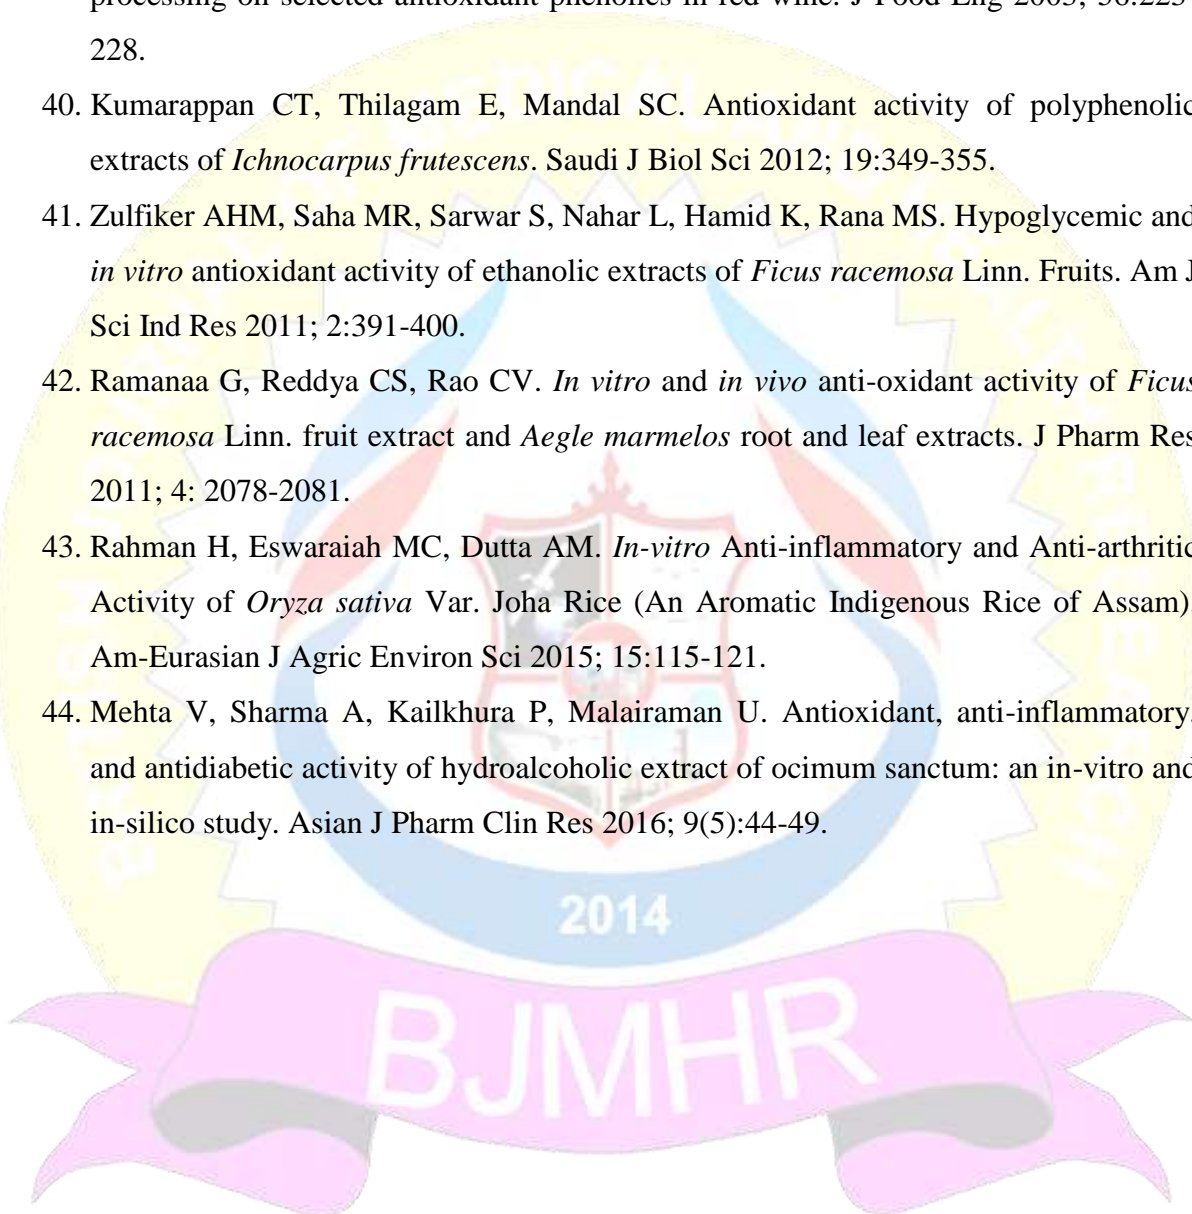 processing on selected antioxidant phenolics in red wine. J Food Eng 2003; 56:223-
228.
40. Kumarappan CT, Thilagam E, Mandal SC. Antioxidant activity of polyphenolic
extracts of Ichnocarpus frutescens. Saudi J Biol Sci 2012; 19:349-355.
41. Zulfiker AHM, Saha MR, Sarwar S, Nahar L, Hamid K, Rana MS. Hypoglycemic and
in vitro antioxidant activity of ethanolic extracts of Ficus racemosa Linn. Fruits. Am J
Sci Ind Res 2011; 2:391-400.
42. Ramanaa G, Reddya CS, Rao CV. In vitro and in vivo anti-oxidant activity of Ficus
racemosa Linn. fruit extract and Aegle marmelos root and leaf extracts. J Pharm Res
2011; 4: 2078-2081.
43. Rahman H, Eswaraiah MC, Dutta AM. In-vitro Anti-inflammatory and Anti-arthritic
Activity of Oryza sativa Var. Joha Rice (An Aromatic Indigenous Rice of Assam).
Am-Eurasian J Agric Environ Sci 2015; 15:115-121.
44. Mehta V, Sharma A, Kailkhura P, Malairaman U. Antioxidant, anti-inflammatory,
and antidiabetic activity of hydroalcoholic extract of ocimum sanctum: an in-vitro and
in-silico study. Asian J Pharm Clin Res 2016; 9(5):44-49.
2014
BJMHR